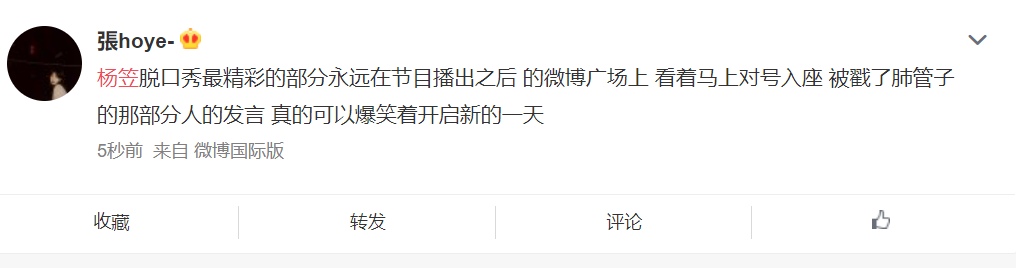 張hoye-
杨笠脱口秀最精彩的部分永远在节目播出之后 的微博广场上 看着马上对号入座 被戳了肺管子
的那部分人的发言 真的可以爆笑着开启新的一天
5秒前 来自 微博国际版
收藏 转发 评论